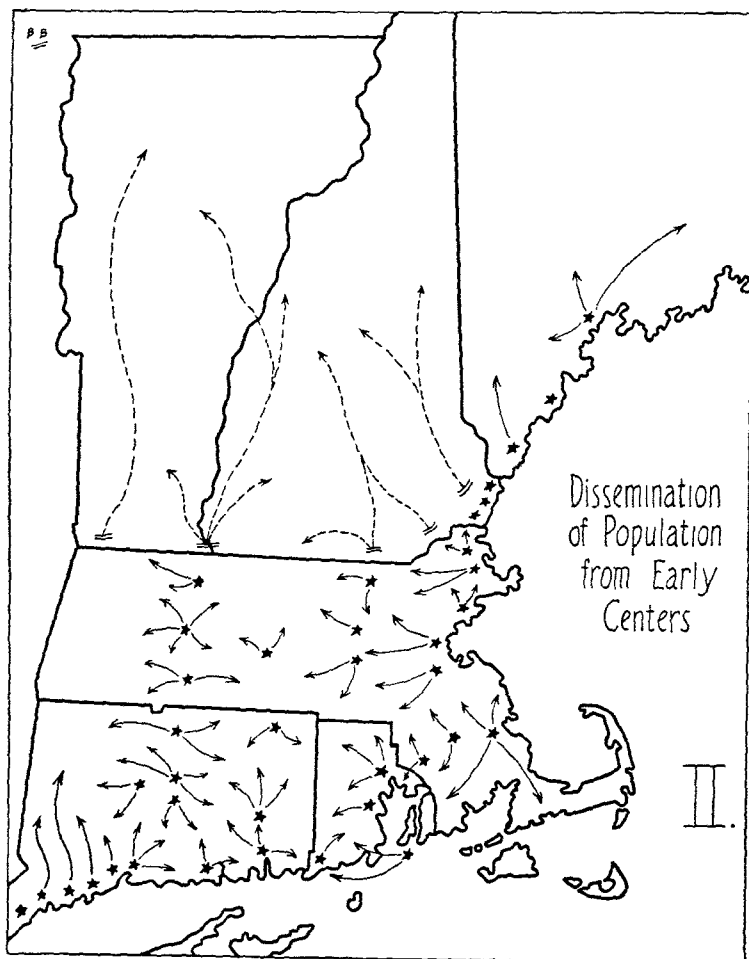 B B
Dissemination
of Population
from Early
Centers
II.